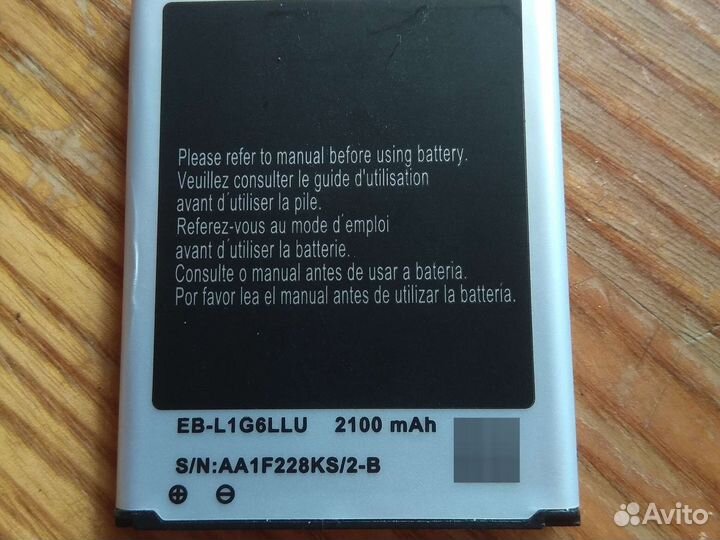 Please refer to manual before using battery.
Veuillez consulter le guide d'utilisation
avant d'utiliser la pile.
Referez-vous au mode d'emploi
avant d'utiliser la batterie.
Consulte o manual antes de usar a bateria.
Por favor lea el manual antes de utilizar la batería.
EB-L1G6LLU 2100 mAh
S/N:AA1F228KS/2-B
Avito